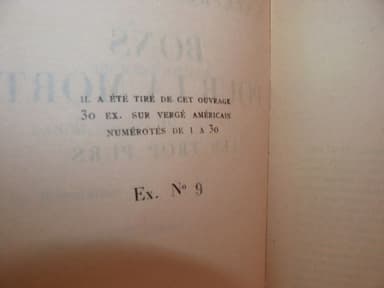 IL A ÉTÉ TIRÉ DE CET OUVRAGE
30 EX. SUR VERGÉ AMÉRICAIN
NUMÉROTÉS DE 1 A 30
Ex. N° 9